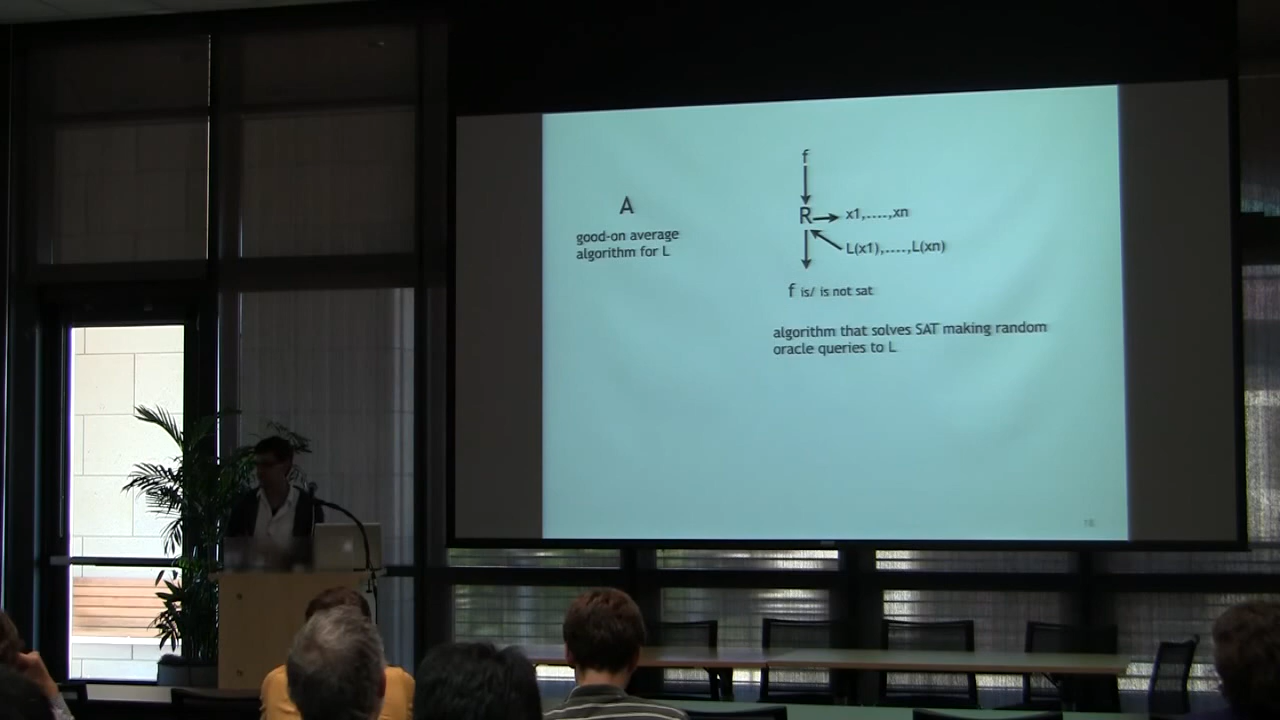 A
good-on average
algorithm for L
f
R
x1,....,xn
L(x1),....,L(xn)
f is/ is not sat
algorithm that solves SAT making random
oracle queries to L